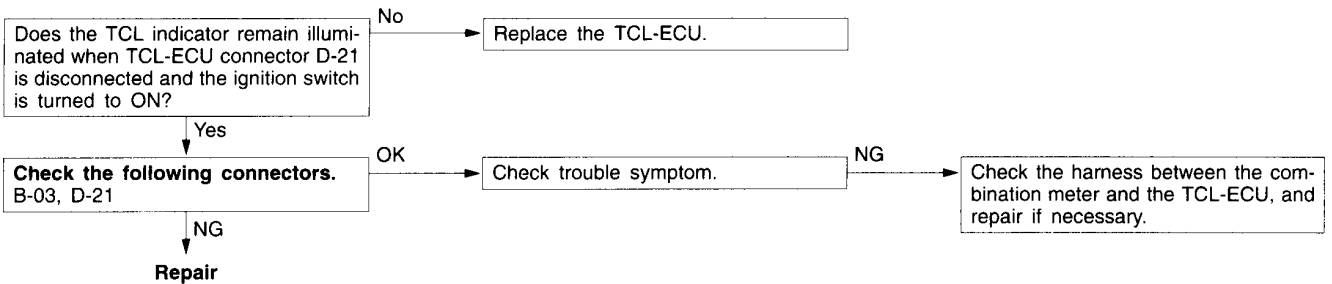 Does the TCL indicator remain illumi-
nated when TCL-ECU connector D-21
is disconnected and the ignition switch
is turned to ON?
No
Replace the TCL-ECU.
Yes
Check the following connectors.
B-03, D-21
OK
Check trouble symptom.
NG
Check the harness between the com-
bination meter and the TCL-ECU, and
repair if necessary.
NG
Repair